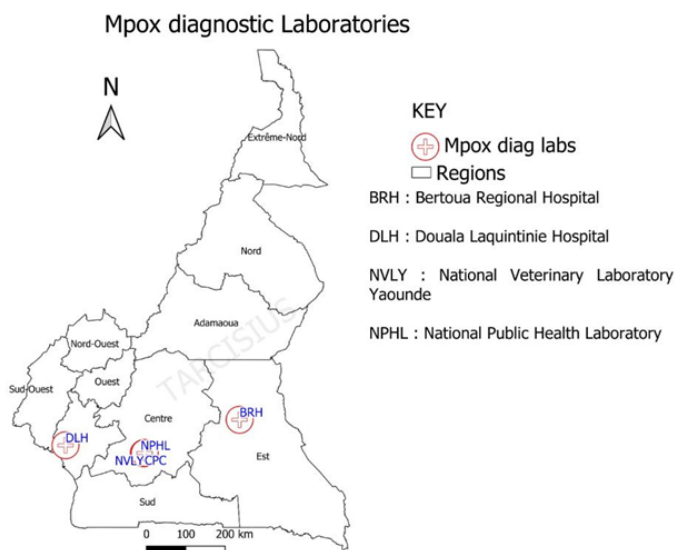 Mpox diagnostic Laboratories
N
KEY
Mpox diag labs
Regions
BRH : Bertoua Regional Hospital
DLH : Douala Laquintinie Hospital
NVLY : National Veterinary Laboratory
Yaounde
NPHL : National Public Health Laboratory
Extrême-Nord
Nord
Adamaoua
TARCISIUS
Nord-Ouest
Ouest
Sud-Ouest
Centre
BRH
DLH
NPHL
Est
NVLY CPC
Sud
0 100 200 km